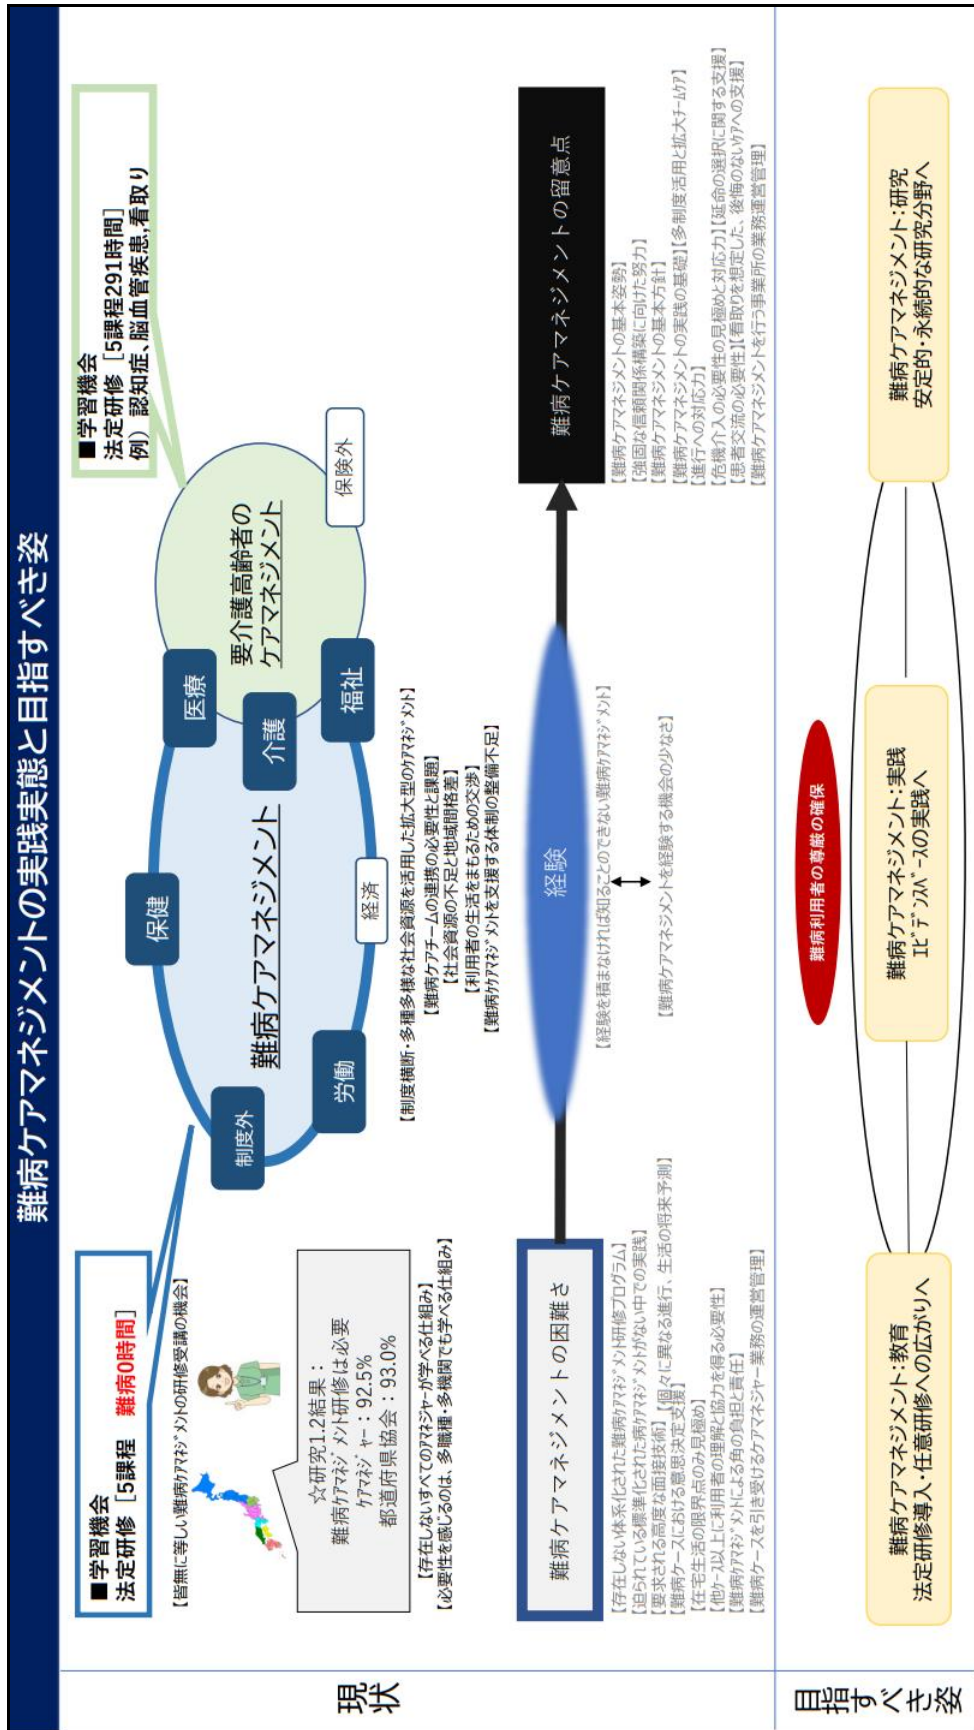 難病ケアマネジメントの実践実態と目指すべき姿
現状
■学習機会
法定研修［5課程　難病0時間］
【皆無に等しい難病ｹｱﾏﾈｼﾞﾒﾝﾄの研修受講の機会】
☆研究1.2結果：
難病ｹｱﾏﾈｼﾞﾒﾝﾄ研修は必要
ｹｱﾏﾈｼﾞｬｰ：92.5%
都道府県協会：93.0%
【存在しないすべてのｹｱﾏﾈｼﾞｬｰが学べる仕組み】
【必要性を感じるのは、多職種・多機関でも学べる仕組み】
制度外
労働
保健
経済
難病ケアマネジメント
医療
介護
福祉
要介護高齢者の
ケアマネジメント
保険外
■学習機会
法定研修［5課程291時間］
例）認知症、脳血管疾患,看取り
【制度横断・多種多様な社会資源を活用した拡大型のｹｱﾏﾈｼﾞﾒﾝﾄ】
【難病ケアチームの連携の必要性と課題】
【社会資源の不足と地域間格差】
【利用者の生活をまもるための交渉】
【難病ｹｱﾏﾈｼﾞﾒﾝﾄを支援する体制の整備不足】
難病ケアマネジメントの困難さ
【存在しない体系化された難病ｹｱﾏﾈｼﾞﾒﾝﾄ研修プログラム】
【迫られている標準化された病ｹｱﾏﾈｼﾞﾒﾝﾄがない中での実践】
【要求される高度な面接技術】【個々に異なる進行、生活の将来予測】
【難病ケースにおける意思決定支援】
【在宅生活の限界点のみ見極め】
【他ｹｰｽ以上に利用者の理解と協力を得る必要性】
【難病ｹｱﾏﾈｼﾞﾒﾝﾄによる角の負担と責任】
【難病ケースを引き受けるケアマネジャー業務の運営管理】
経験
【経験を積まなければ知ることのできない難病ｹｱﾏﾈｼﾞﾒﾝﾄ】
【難病ケアマネジメントを経験する機会の少なさ】
難病ケアマネジメントの留意点
【難病ケアマネジメントの基本姿勢】
【強固な信頼関係構築に向けた努力】
【難病ケアマネジメントの基本方針】
【難病ケアマネジメントの実践の基礎】【多制度活用と拡大ﾁｰﾑｹｱ】
【進行への対応力】
【危機介入の必要性の見極めと対応力】【延命の選択に関する支援】
【患者交流の必要性】【看取りを想定した、後悔のないｹｱへの支援】
【難病ケアマネジメントを行う事業所の業務運営管理】
目指すべき姿
難病利用者の尊厳の確保
難病ケアマネジメント：教育
法定研修導入・任意研修への広がりへ
難病ケアマネジメント：実践
ｴﾋﾞﾃﾞﾝｽﾍﾞｰｽの実践へ
難病ケアマネジメント：研究
安定的・永続的な研究分野へ